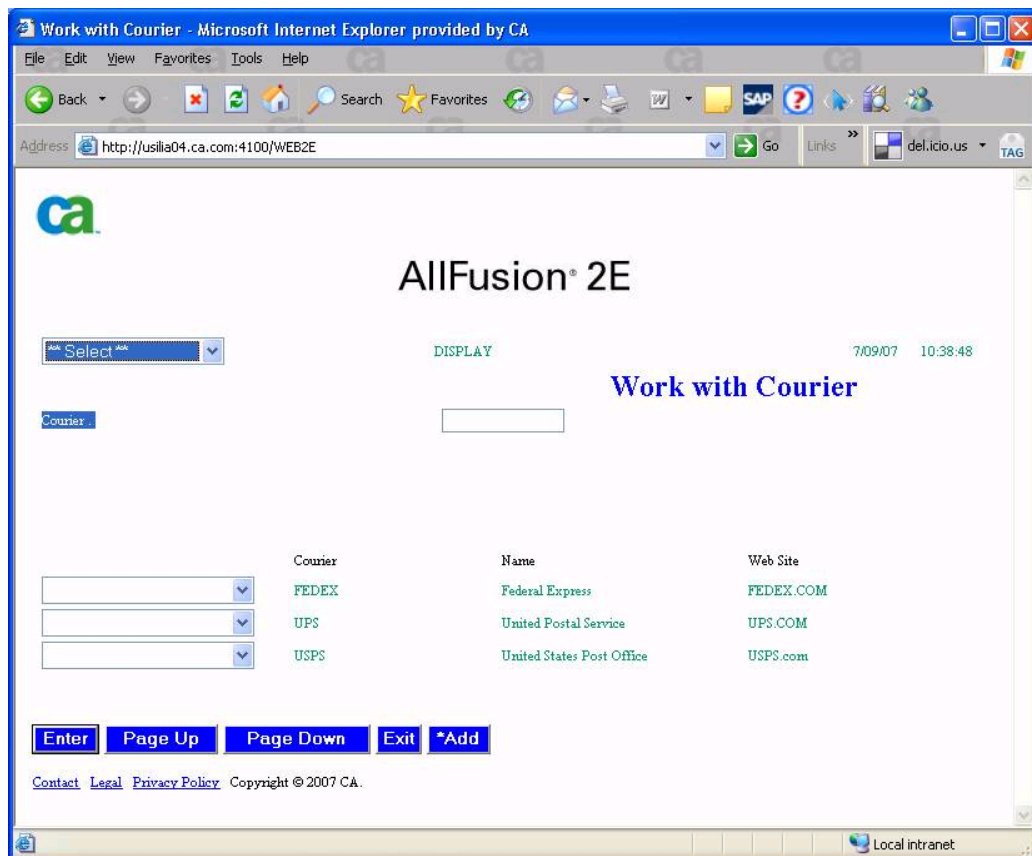 Work with Courier - Microsoft Internet Explorer provided by CA
File Edit View Favorites Tools Help
Back Search Favorites W SAP ?
Address http://usilia04.ca.com:4100/WEB2E Go Links » del.icio.us TAG
ca
AllFusion® 2E
** Select ** DISPLAY 7/09/07 10:38:48
Work with Courier
Courier .
Courier Name Web Site
FEDEX Federal Express FEDEX.COM
UPS United Postal Service UPS.COM
USPS United States Post Office USPS.com
Enter Page Up Page Down Exit *Add
Contact Legal Privacy Policy Copyright © 2007 CA.
Local intranet